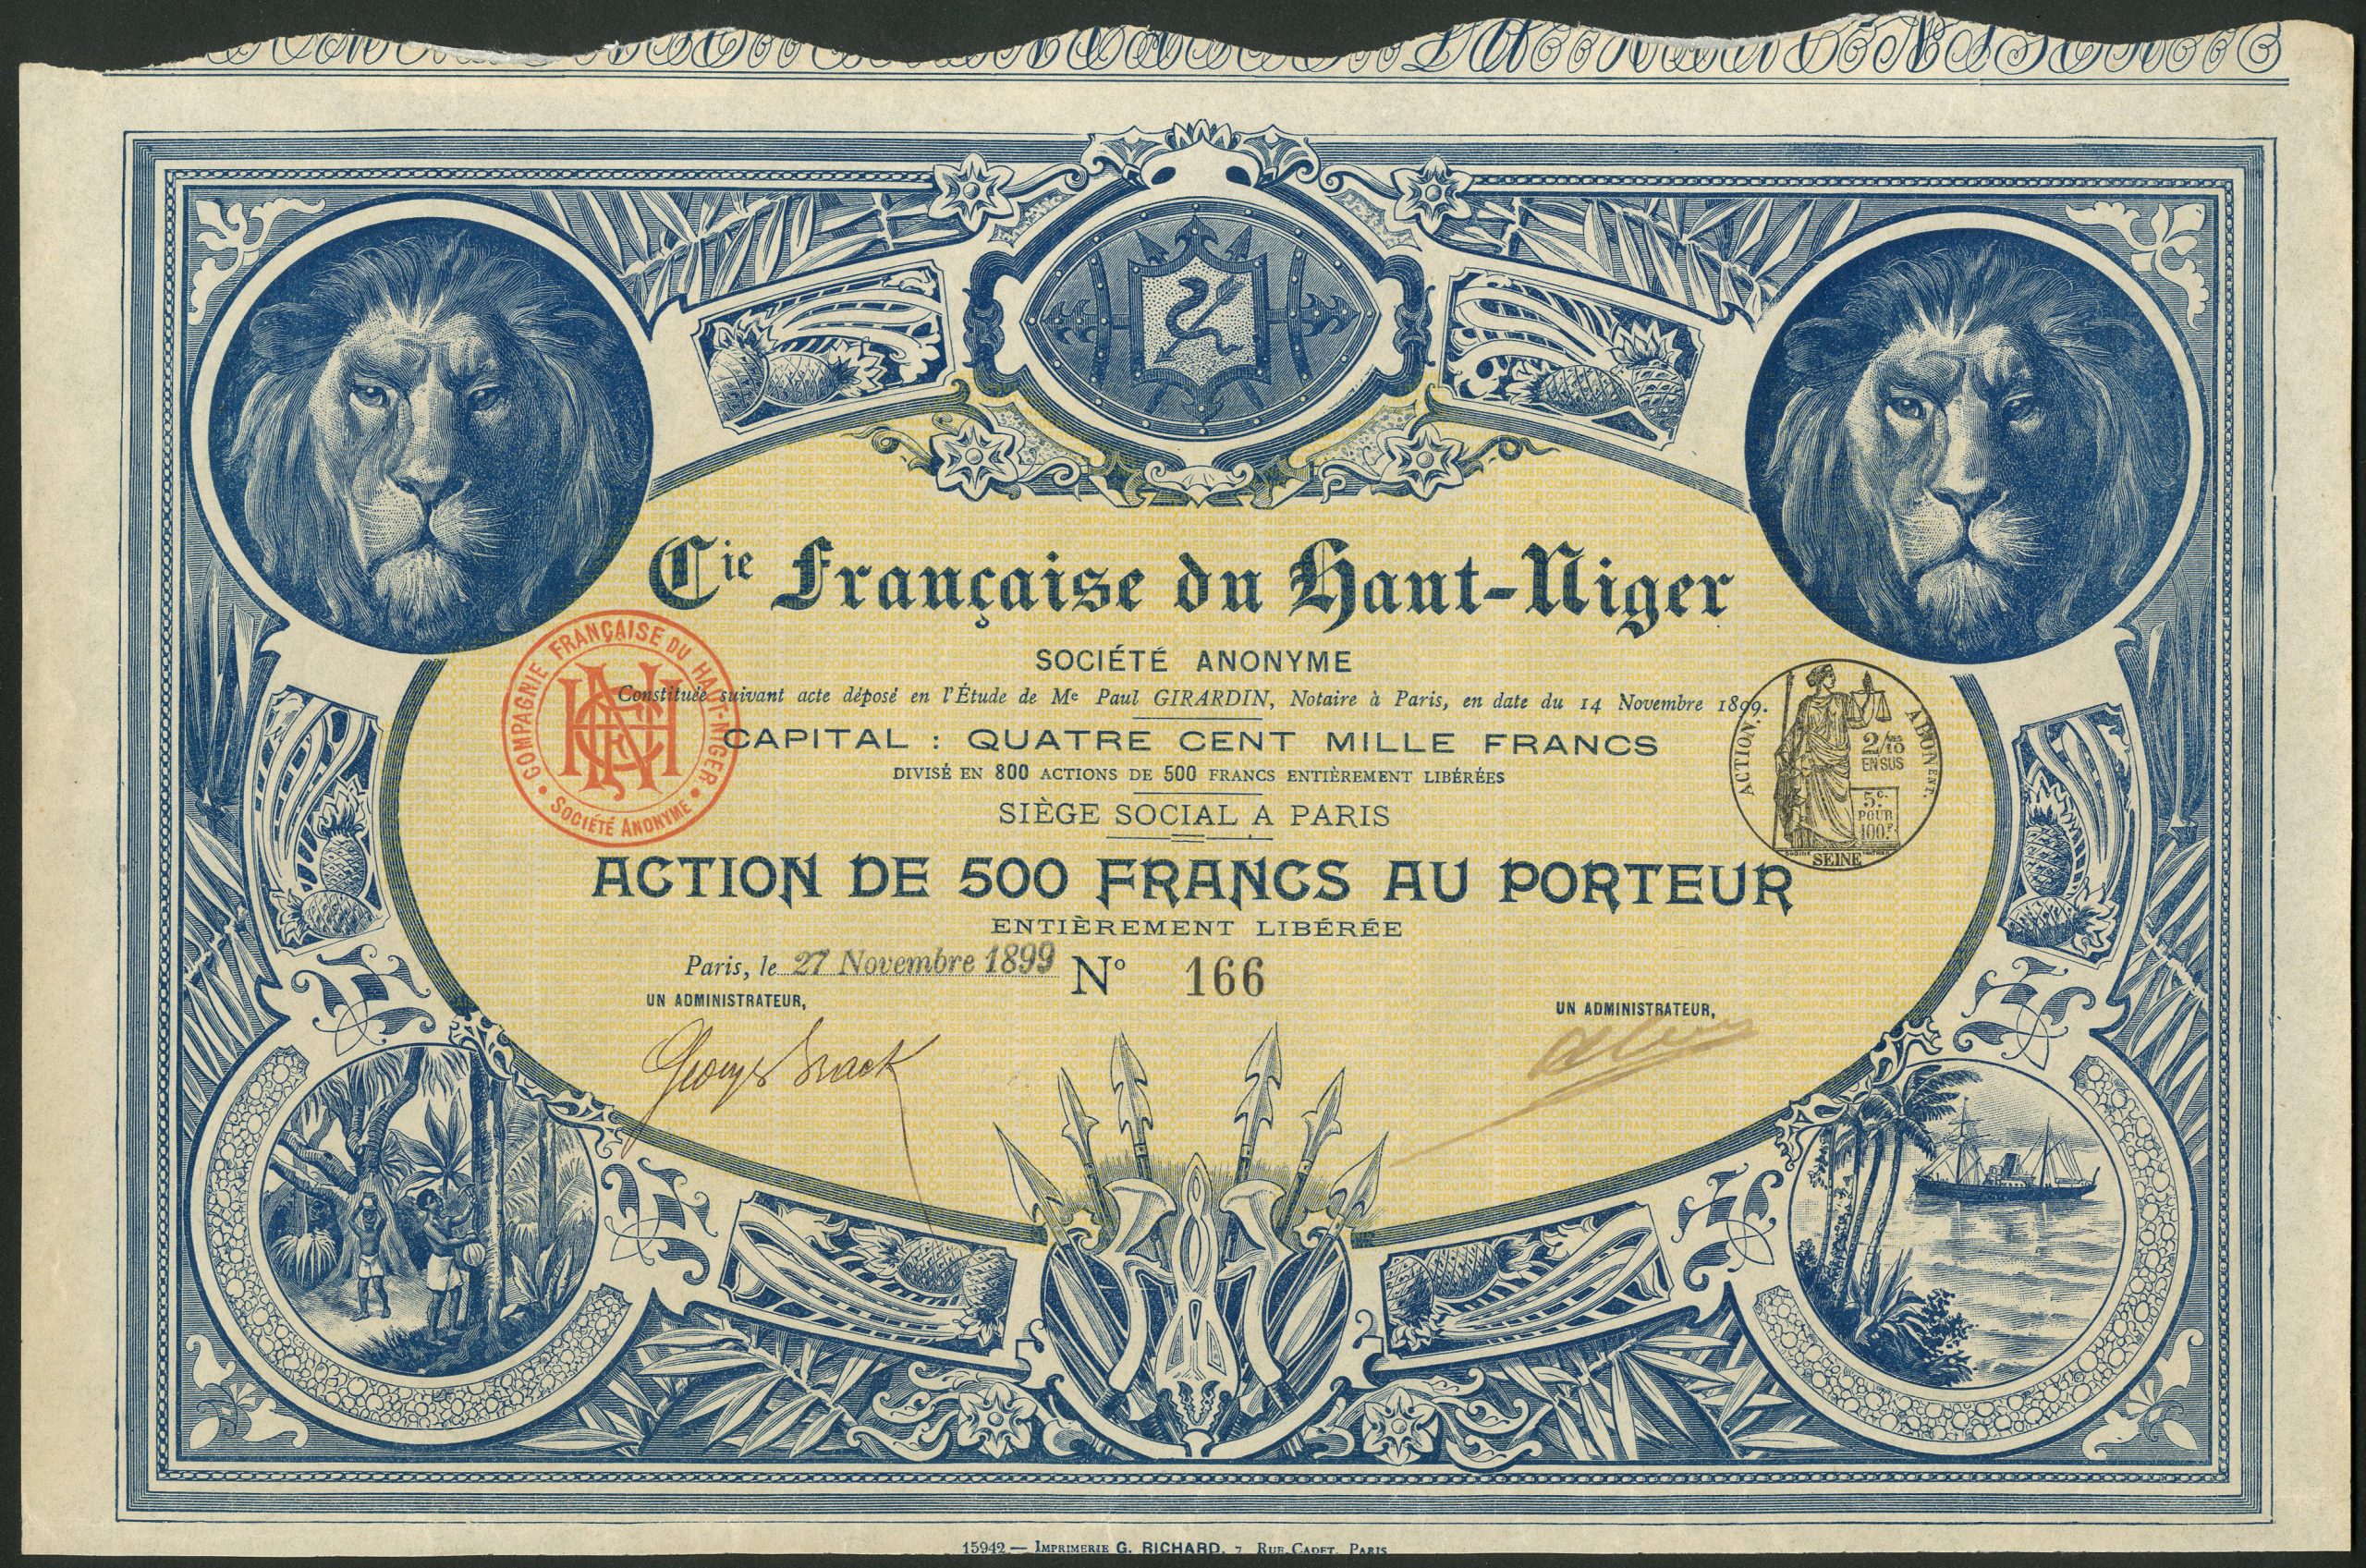 Cie Française du Haut-Niger
SOCIÉTÉ ANONYME
Constituée suivant acte déposé en l'Étude de Me Paul GIRARDIN, Notaire à Paris, en date du 14 Novembre 1899.
CAPITAL : QUATRE CENT MILLE FRANCS
DIVISÉ EN 800 ACTIONS DE 500 FRANCS ENTIÈREMENT LIBÉRÉES
SIÈGE SOCIAL A PARIS
ACTION DE 500 FRANCS AU PORTEUR
ENTIÈREMENT LIBÉRÉE
Paris, le 27 Novembre 1899 No 166
UN ADMINISTRATEUR,
UN ADMINISTRATEUR,
Georges
COMPAGNIE FRANÇAISE DU HAUT-NIGER
SOCIÉTÉ ANONYME
ACTION. ABONEMt.
2/10 EN SUS
5c. POUR 100F.
SEINE
15942 — IMPRIMERIE G. RICHARD, 7, RUE CADET, PARIS